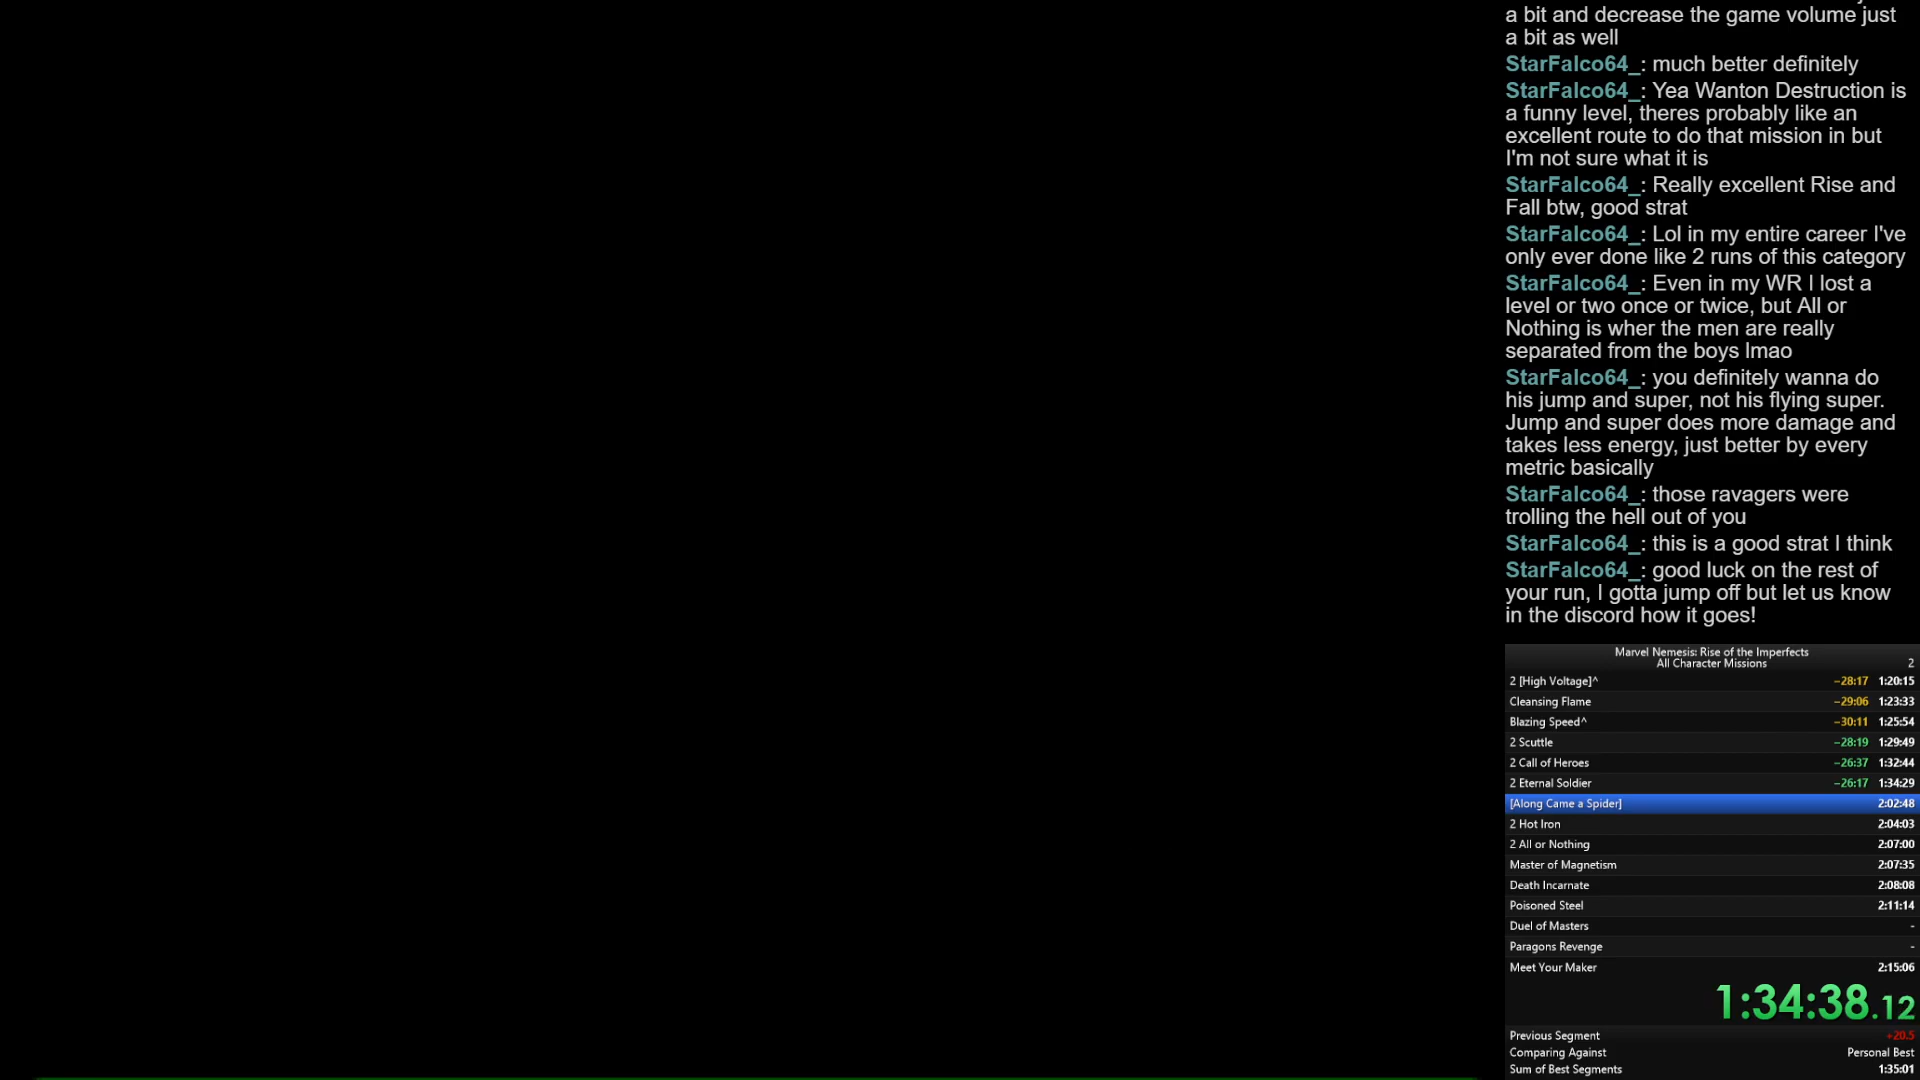 a bit and decrease the game volume just
a bit as well
StarFalco64_: much better definitely
StarFalco64_: Yea Wanton Destruction is
a funny level, theres probably like an
excellent route to do that mission in but
I'm not sure what it is
StarFalco64_: Really excellent Rise and
Fall btw, good strat
StarFalco64_: Lol in my entire career I've
only ever done like 2 runs of this category
StarFalco64_: Even in my WR I lost a
level or two once or twice, but All or
Nothing is wher the men are really
separated from the boys lmao
StarFalco64_: you definitely wanna do
his jump and super, not his flying super.
Jump and super does more damage and
takes less energy, just better by every
metric basically
StarFalco64_: those ravagers were
trolling the hell out of you
StarFalco64_: this is a good strat I think
StarFalco64_: good luck on the rest of
your run, I gotta jump off but let us know
in the discord how it goes!
Marvel Nemesis: Rise of the Imperfects
All Character Missions 2
2 [High Voltage]^ −28:17 1:20:15
Cleansing Flame −29:06 1:23:33
Blazing Speed^ −30:11 1:25:54
2 Scuttle −28:19 1:29:49
2 Call of Heroes −26:37 1:32:44
2 Eternal Soldier −26:17 1:34:29
[Along Came a Spider] 2:02:48
2 Hot Iron 2:04:03
2 All or Nothing 2:07:00
Master of Magnetism 2:07:35
Death Incarnate 2:08:08
Poisoned Steel 2:11:14
Duel of Masters -
Paragons Revenge -
Meet Your Maker 2:15:06
1:34:38.12
Previous Segment +20.5
Comparing Against Personal Best
Sum of Best Segments 1:35:01